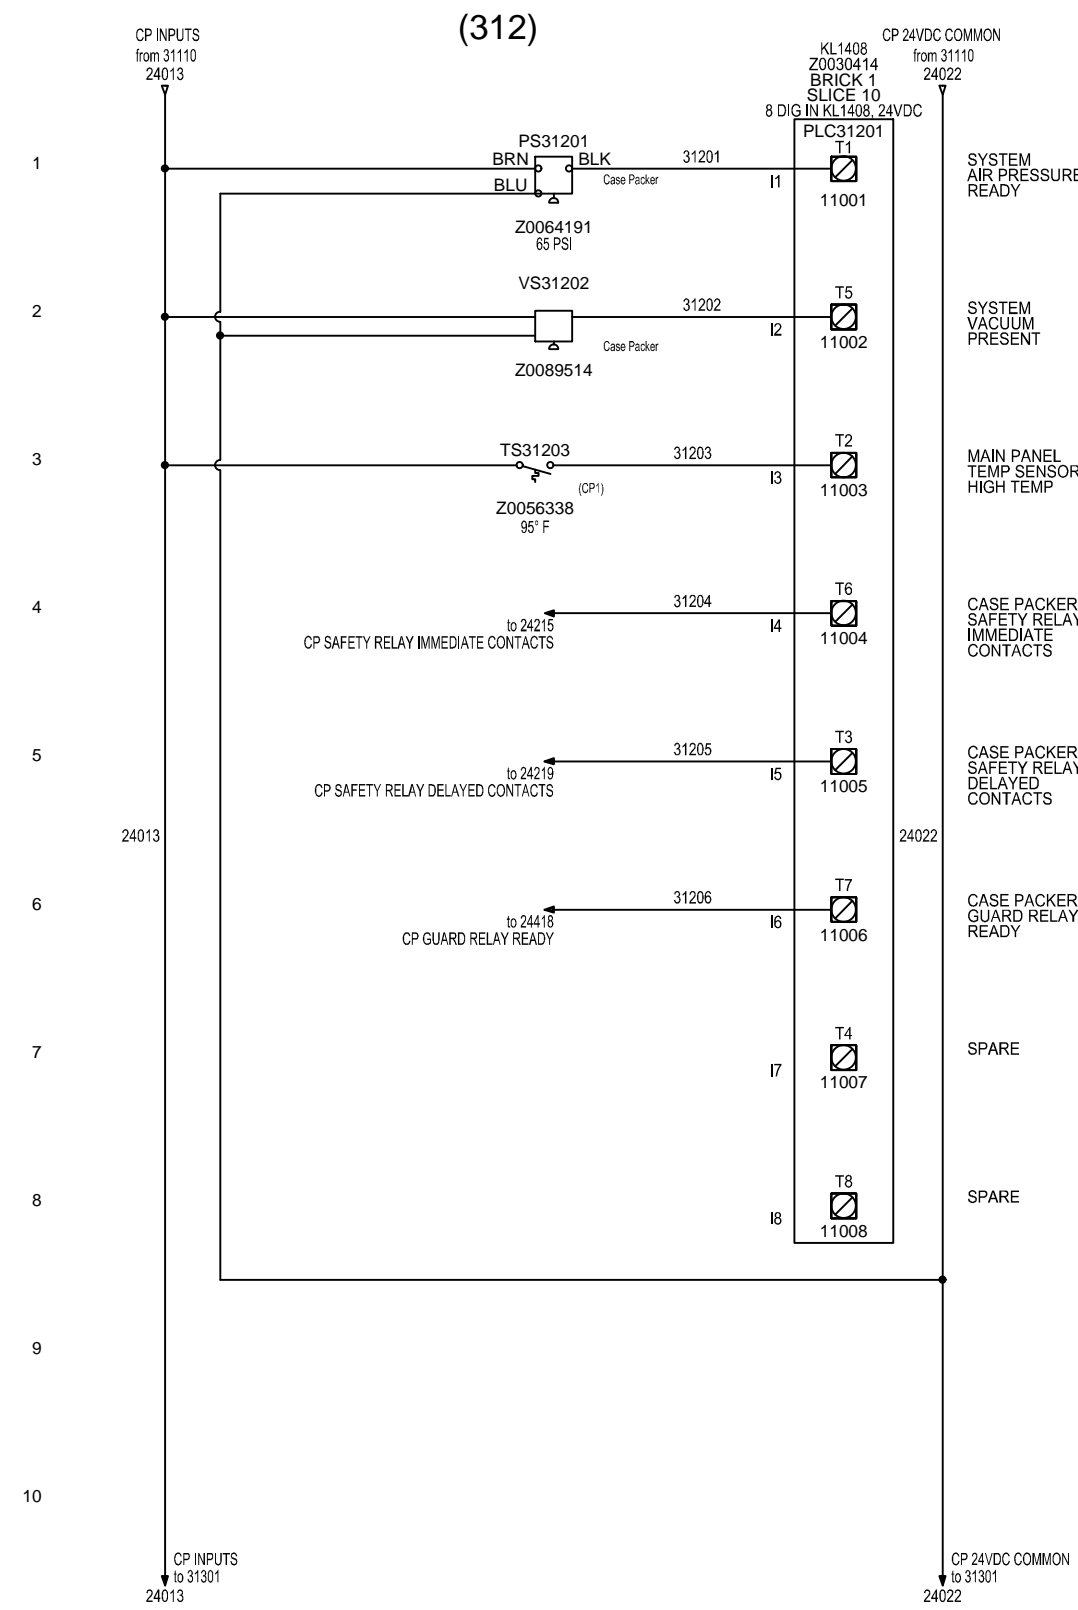 (312)
CP INPUTS
from 31110
24013
CP 24VDC COMMON
from 31110
24022
KL1408
Z0030414
BRICK 1
SLICE 10
8 DIG IN KL1408, 24VDC
PLC31201
1
PS31201
BRN
BLK
31201
Case Packer
BLU
Z0064191
65 PSI
I1
T1
11001
SYSTEM
AIR PRESSURE
READY
2
VS31202
31202
Case Packer
Z0089514
I2
T5
11002
SYSTEM
VACUUM
PRESENT
3
TS31203
31203
(CP1)
Z0056338
95° F
I3
T2
11003
MAIN PANEL
TEMP SENSOR
HIGH TEMP
4
31204
to 24215
CP SAFETY RELAY IMMEDIATE CONTACTS
I4
T6
11004
CASE PACKER
SAFETY RELAY
IMMEDIATE
CONTACTS
5
31205
to 24219
CP SAFETY RELAY DELAYED CONTACTS
I5
T3
11005
CASE PACKER
SAFETY RELAY
DELAYED
CONTACTS
24013
24022
6
31206
to 24418
CP GUARD RELAY READY
I6
T7
11006
CASE PACKER
GUARD RELAY
READY
7
I7
T4
11007
SPARE
8
I8
T8
11008
SPARE
9
10
CP INPUTS
to 31301
24013
CP 24VDC COMMON
to 31301
24022